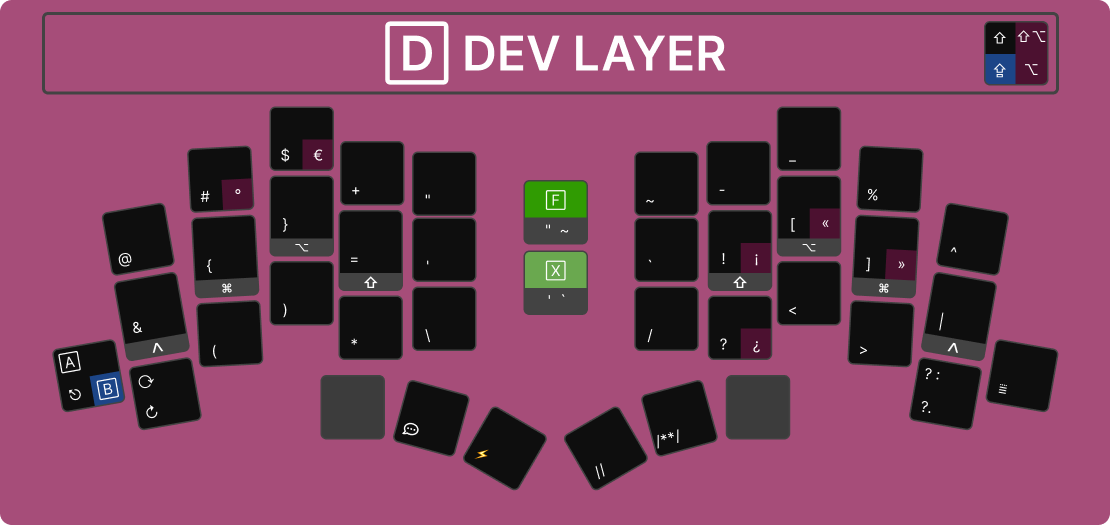 D DEV LAYER
⇧ ⇧⌥
⇪ ⌥
$ € _
+ -
# ° " ~ %
F
" ~
@ } ⌥ [ « ⌥ ^
{ ⌘ = ⇧ ' ` ! ¡ ⇧ ] » ⌘
X
' `
& ^ ) < | ^
( * \ / ? ¿ >
A B
?:
?.
/**/
//